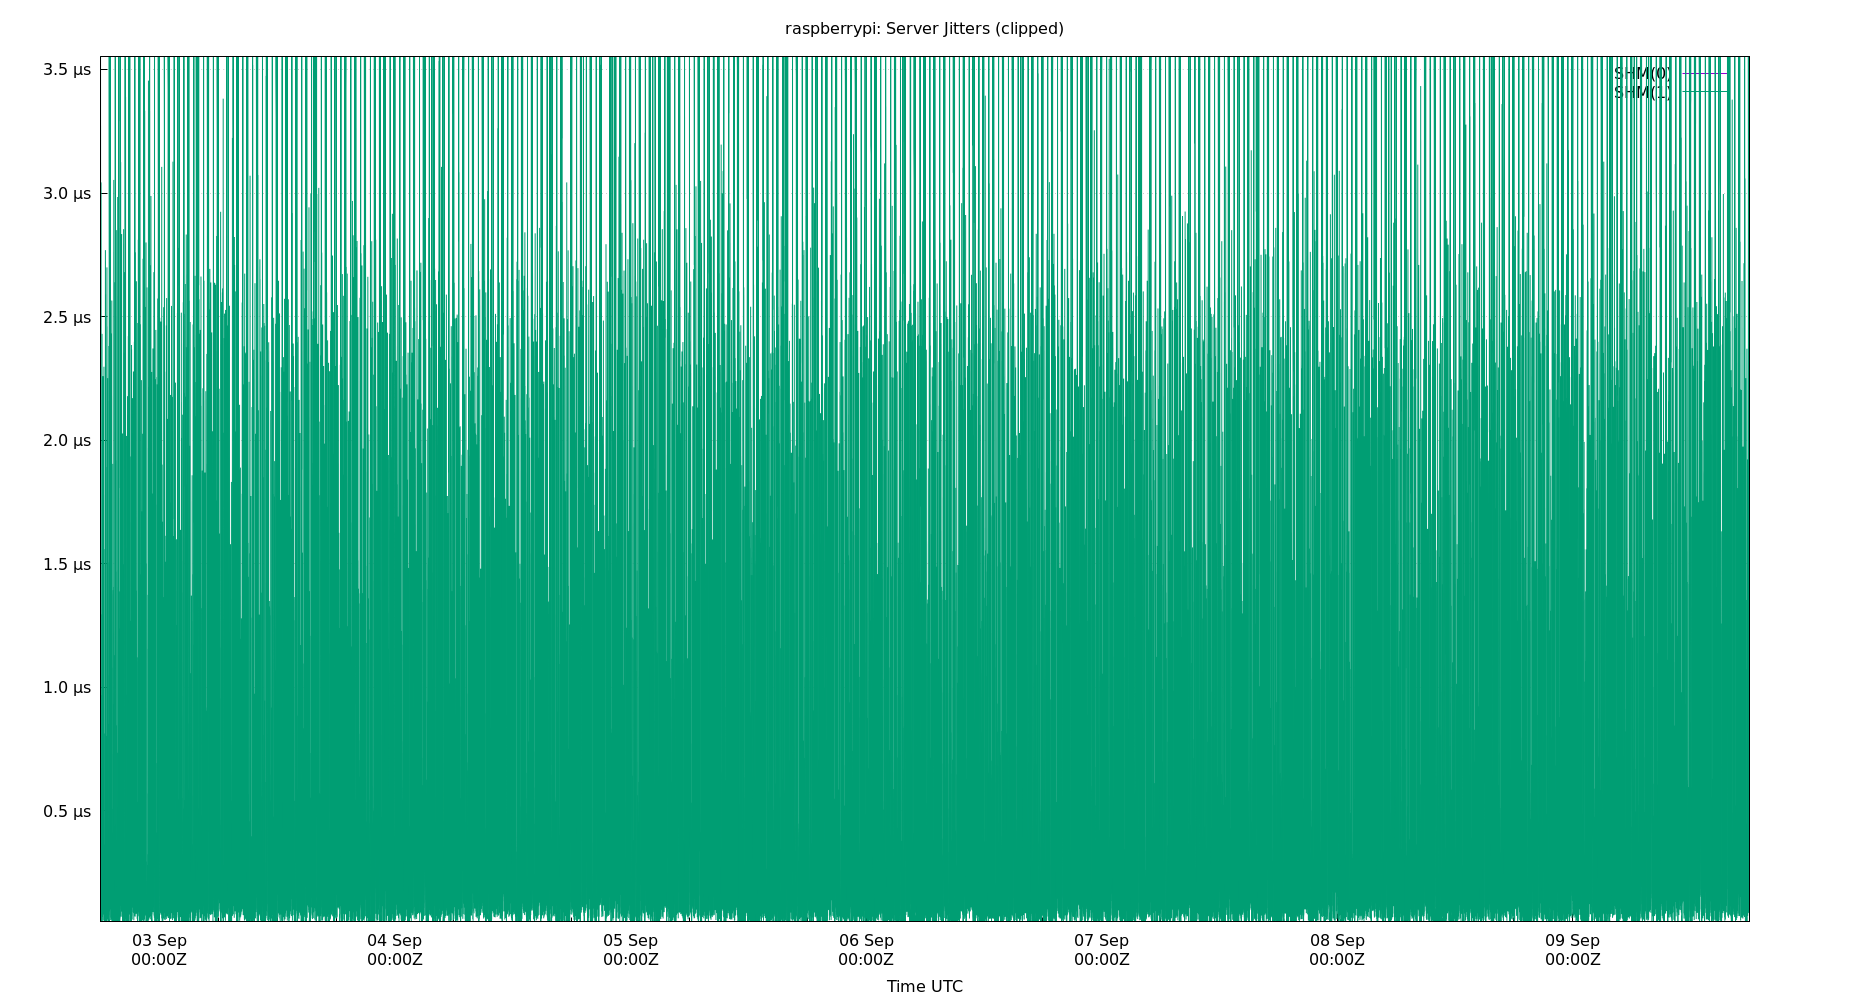 raspberrypi: Server Jitters (clipped)
3.5 µs
SHM(0)
SHM(1)
3.0 µs
2.5 µs
2.0 µs
1.5 µs
1.0 µs
0.5 µs
03 Sep 04 Sep 05 Sep 06 Sep 07 Sep 08 Sep 09 Sep
00:00Z 00:00Z 00:00Z 00:00Z 00:00Z 00:00Z 00:00Z
Time UTC